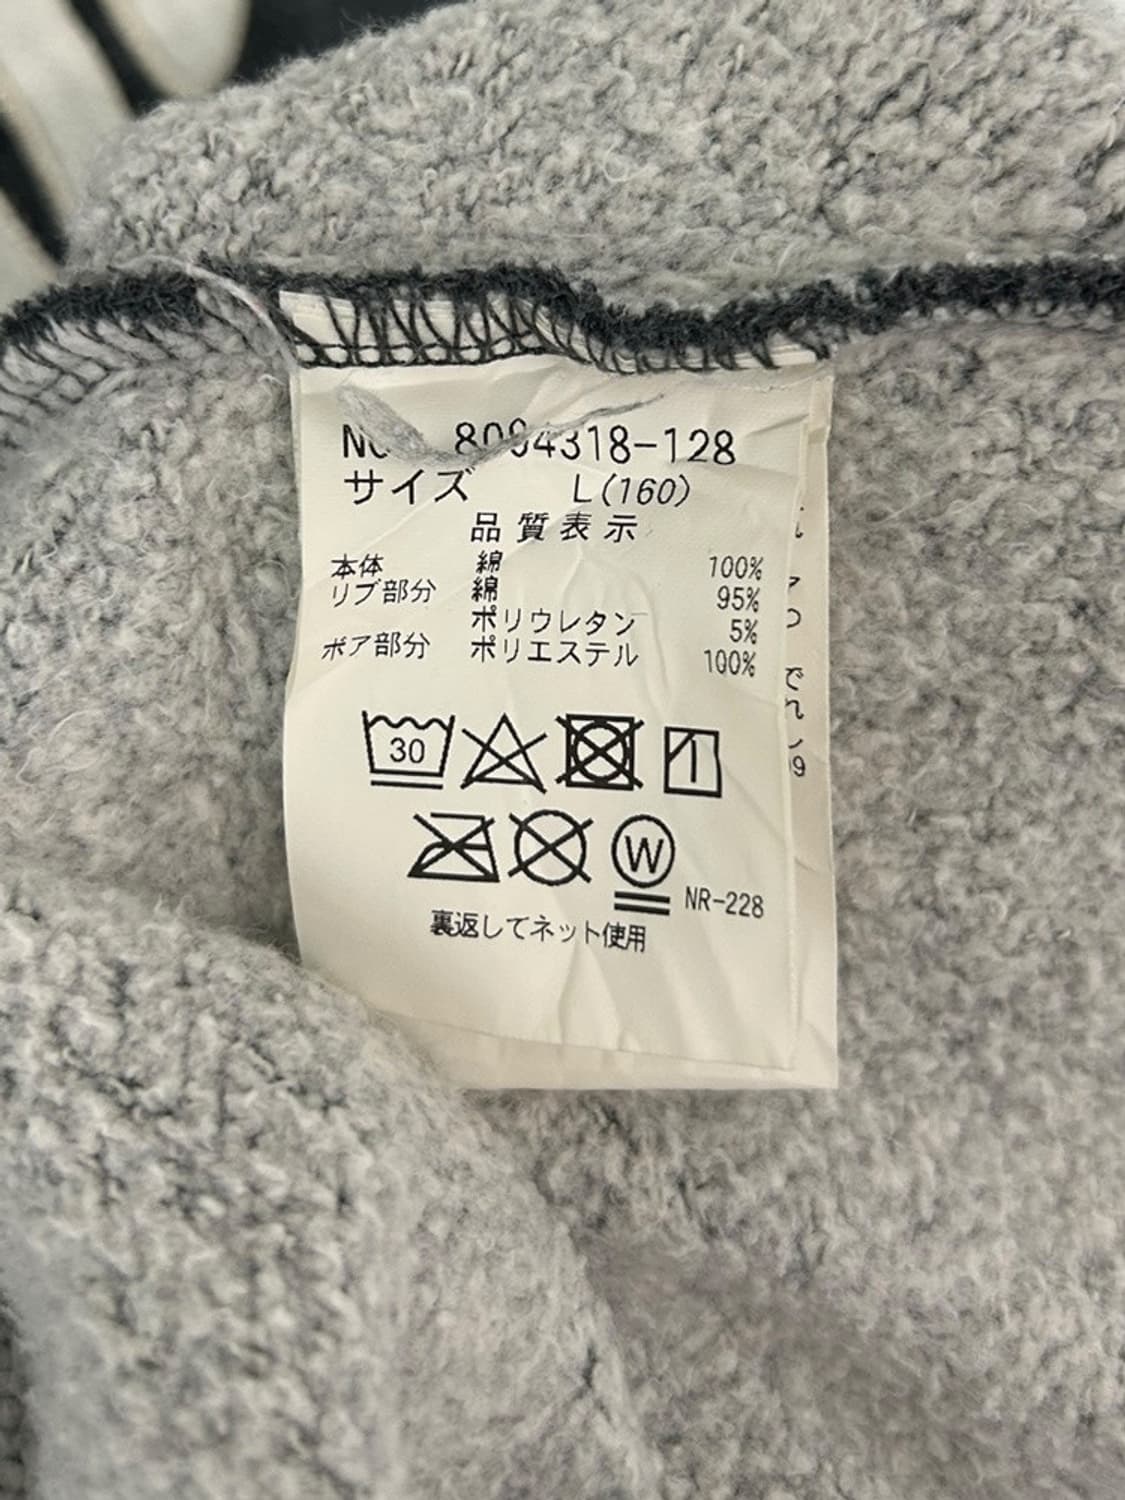 8094318-128
サイズ L(160)
品質表示
本体 綿 100%
リブ部分 綿 95%
ポリウレタン 5%
ボア部分 ポリエステル 100%
30
W
NR-228
裏返してネット使用